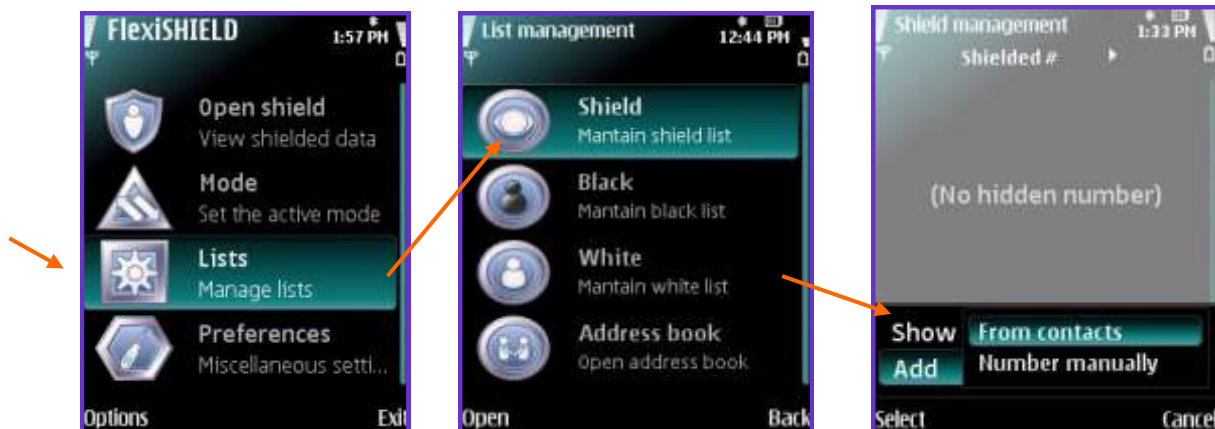 FlexiSHIELD
1:57 PM
Open shield
View shielded data
Mode
Set the active mode
Lists
Manage lists
Preferences
Miscellaneous setti...
Options
Exit
List management
12:44 PM
Shield
Mantain shield list
Black
Mantain black list
White
Mantain white list
Address book
Open address book
Open
Back
Shield management
1:33 PM
Shielded #
(No hidden number)
Show
From contacts
Add
Number manually
Select
Cancel